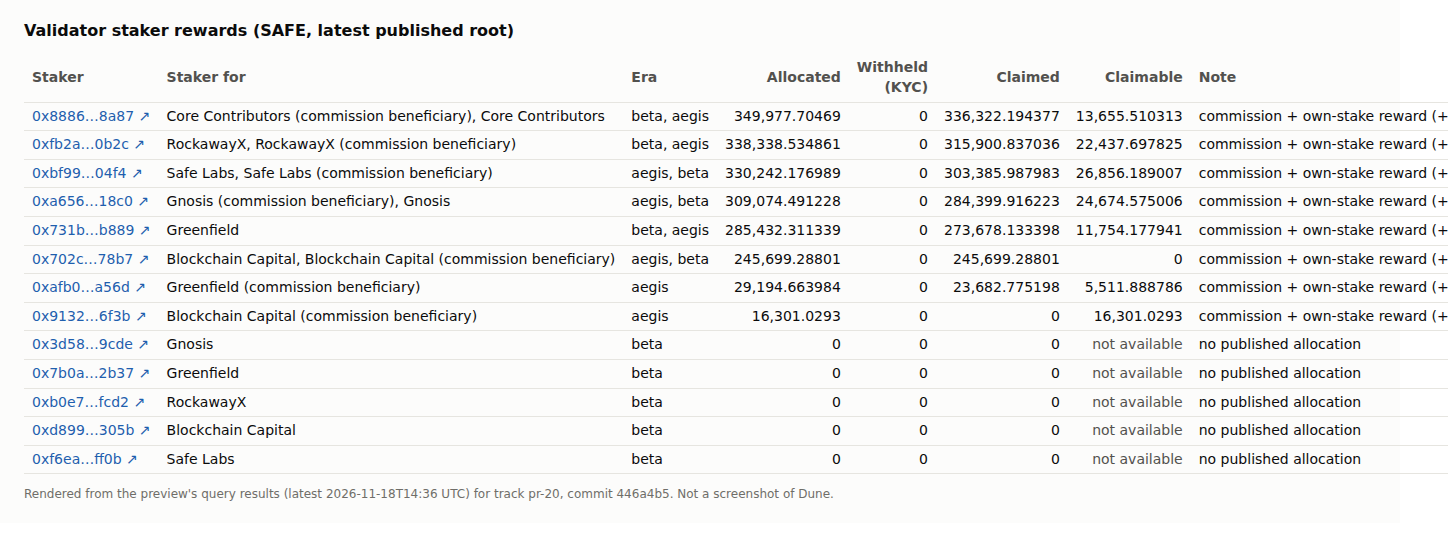 Validator staker rewards (SAFE, latest published root)
Staker Staker for Era Allocated Withheld (KYC) Claimed Claimable Note
0x8886…8a87 ↗ Core Contributors (commission beneficiary), Core Contributors beta, aegis 349,977.70469 0 336,322.194377 13,655.510313 commission + own-stake reward (+
0xfb2a…0b2c ↗ RockawayX, RockawayX (commission beneficiary) beta, aegis 338,338.534861 0 315,900.837036 22,437.697825 commission + own-stake reward (+
0xbf99…04f4 ↗ Safe Labs, Safe Labs (commission beneficiary) aegis, beta 330,242.176989 0 303,385.987983 26,856.189007 commission + own-stake reward (+
0xa656…18c0 ↗ Gnosis (commission beneficiary), Gnosis aegis, beta 309,074.491228 0 284,399.916223 24,674.575006 commission + own-stake reward (+
0x731b…b889 ↗ Greenfield beta, aegis 285,432.311339 0 273,678.133398 11,754.177941 commission + own-stake reward (+
0x702c…78b7 ↗ Blockchain Capital, Blockchain Capital (commission beneficiary) aegis, beta 245,699.28801 0 245,699.28801 0 commission + own-stake reward (+
0xafb0…a56d ↗ Greenfield (commission beneficiary) aegis 29,194.663984 0 23,682.775198 5,511.888786 commission + own-stake reward (+
0x9132…6f3b ↗ Blockchain Capital (commission beneficiary) aegis 16,301.0293 0 0 16,301.0293 commission + own-stake reward (+
0x3d58…9cde ↗ Gnosis beta 0 0 0 not available no published allocation
0x7b0a…2b37 ↗ Greenfield beta 0 0 0 not available no published allocation
0xb0e7…fcd2 ↗ RockawayX beta 0 0 0 not available no published allocation
0xd899…305b ↗ Blockchain Capital beta 0 0 0 not available no published allocation
0xf6ea…ff0b ↗ Safe Labs beta 0 0 0 not available no published allocation
Rendered from the preview's query results (latest 2026-11-18T14:36 UTC) for track pr-20, commit 446a4b5. Not a screenshot of Dune.